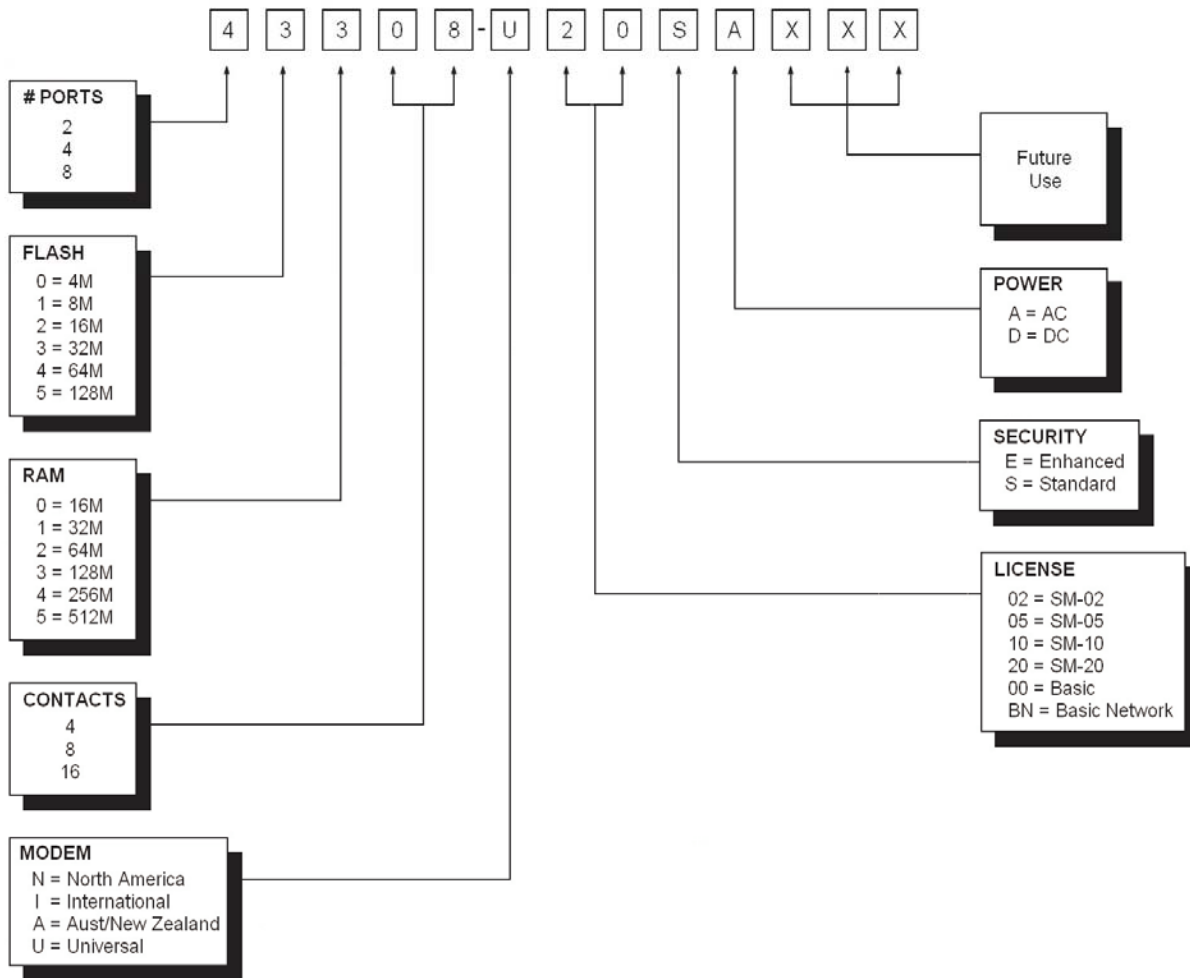 4 3 3 0 8 - U 2 0 S A X X X
# PORTS
2
4
8
FLASH
0 = 4M
1 = 8M
2 = 16M
3 = 32M
4 = 64M
5 = 128M
RAM
0 = 16M
1 = 32M
2 = 64M
3 = 128M
4 = 256M
5 = 512M
CONTACTS
4
8
16
MODEM
N = North America
I = International
A = Aust/New Zealand
U = Universal
Future
Use
POWER
A = AC
D = DC
SECURITY
E = Enhanced
S = Standard
LICENSE
02 = SM-02
05 = SM-05
10 = SM-10
20 = SM-20
00 = Basic
BN = Basic Network